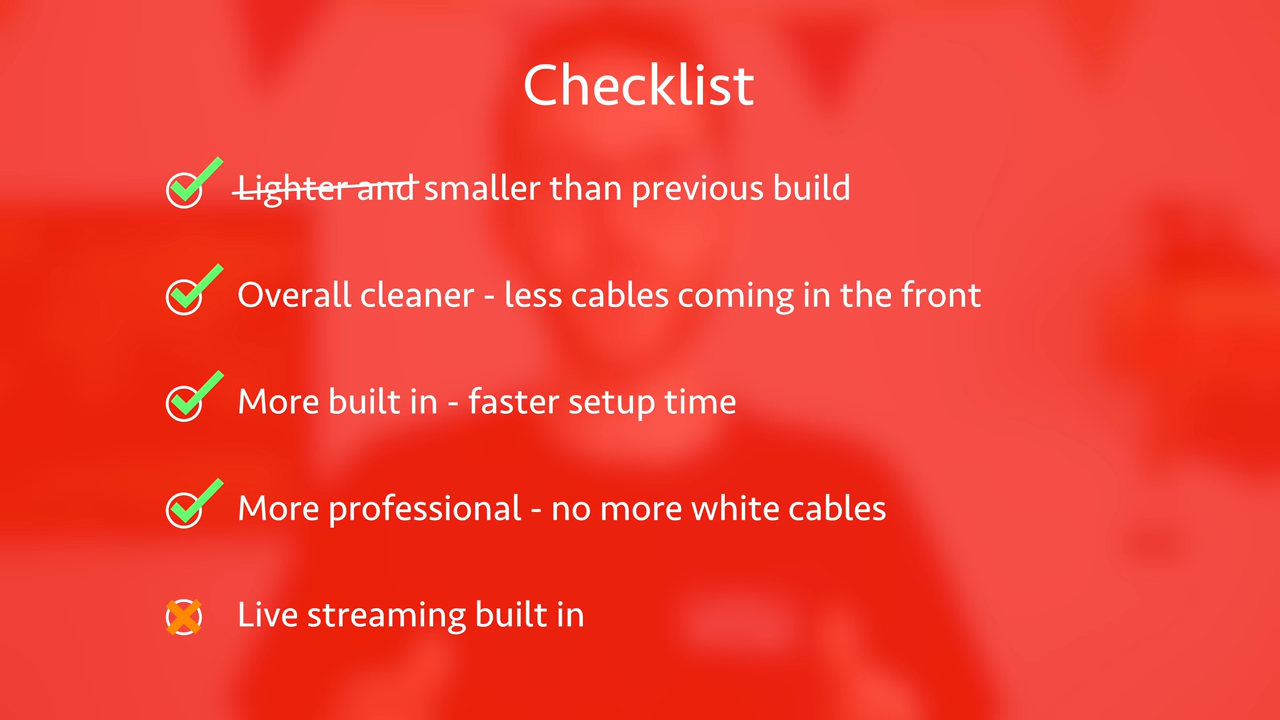 Checklist
Lighter and smaller than previous build
Overall cleaner - less cables coming in the front
More built in - faster setup time
More professional - no more white cables
Live streaming built in